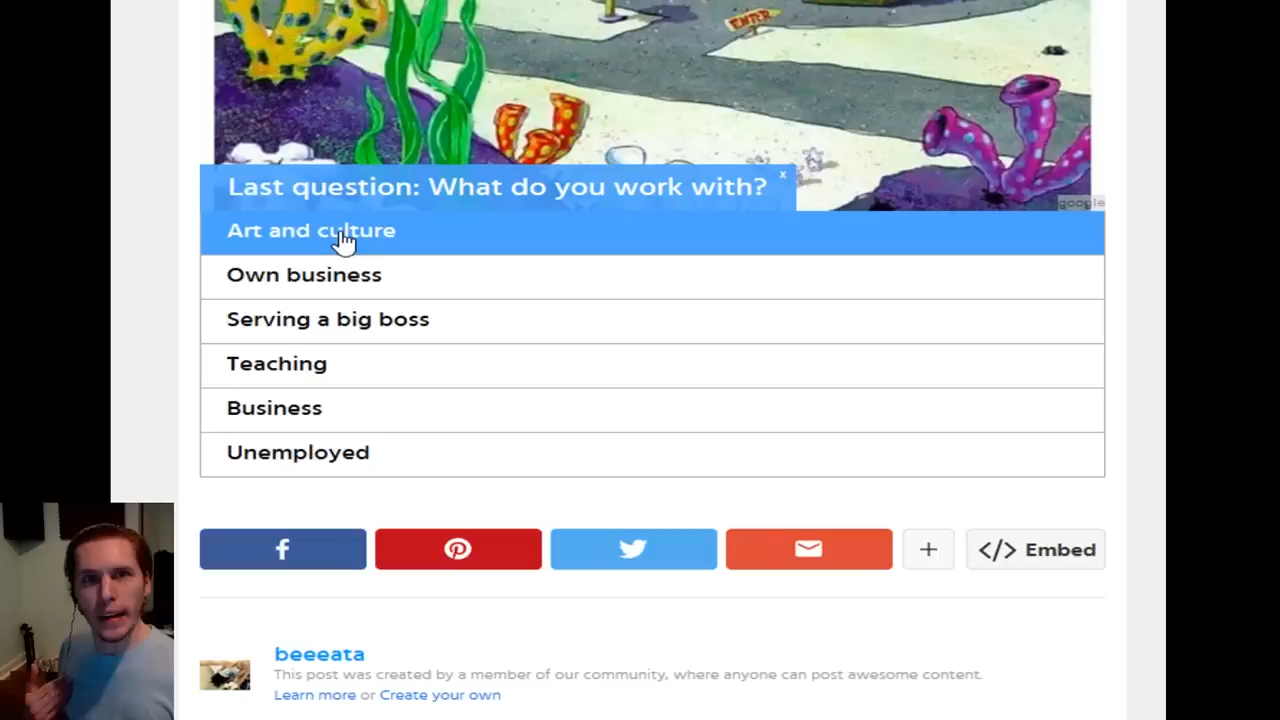 ENTER
Last question: What do you work with?
x
google
Art and culture
Own business
Serving a big boss
Teaching
Business
Unemployed
f
+
</> Embed
beeeata
This post was created by a member of our community, where anyone can post awesome content.
Learn more or Create your own